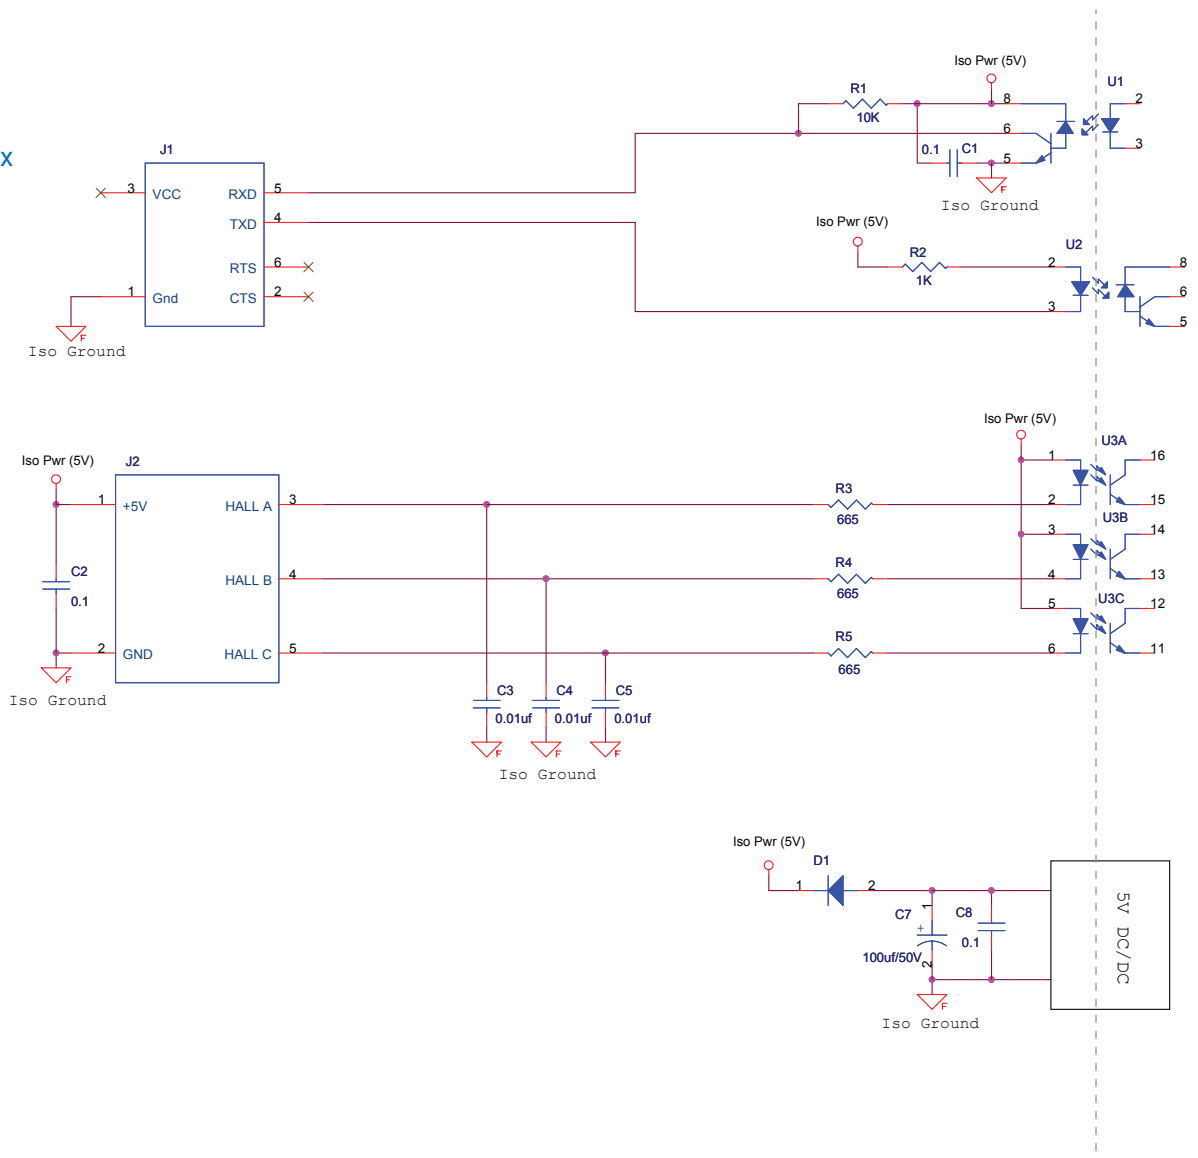 Iso Pwr (5V)
U1
R1
10K
8
2
6
0.1
C1
5
3
F
Iso Ground
x
J1
3
VCC
RXD
5
TXD
4
RTS
6
1
Gnd
CTS
2
F
Iso Ground
Iso Pwr (5V)
R2
1K
U2
2
3
8
6
5
Iso Pwr (5V)
J2
1
+5V
HALL A
3
C2
0.1
HALL B
4
2
GND
HALL C
5
F
Iso Ground
R3
665
R4
665
R5
665
Iso Pwr (5V)
U3A
1
16
2
15
U3B
3
14
4
13
U3C
5
12
6
11
C3
0.01uf
C4
0.01uf
C5
0.01uf
F
F
F
Iso Ground
Iso Pwr (5V)
D1
1
2
C7
1
+
100uf/50V
2
C8
0.1
5V DC/DC
F
Iso Ground